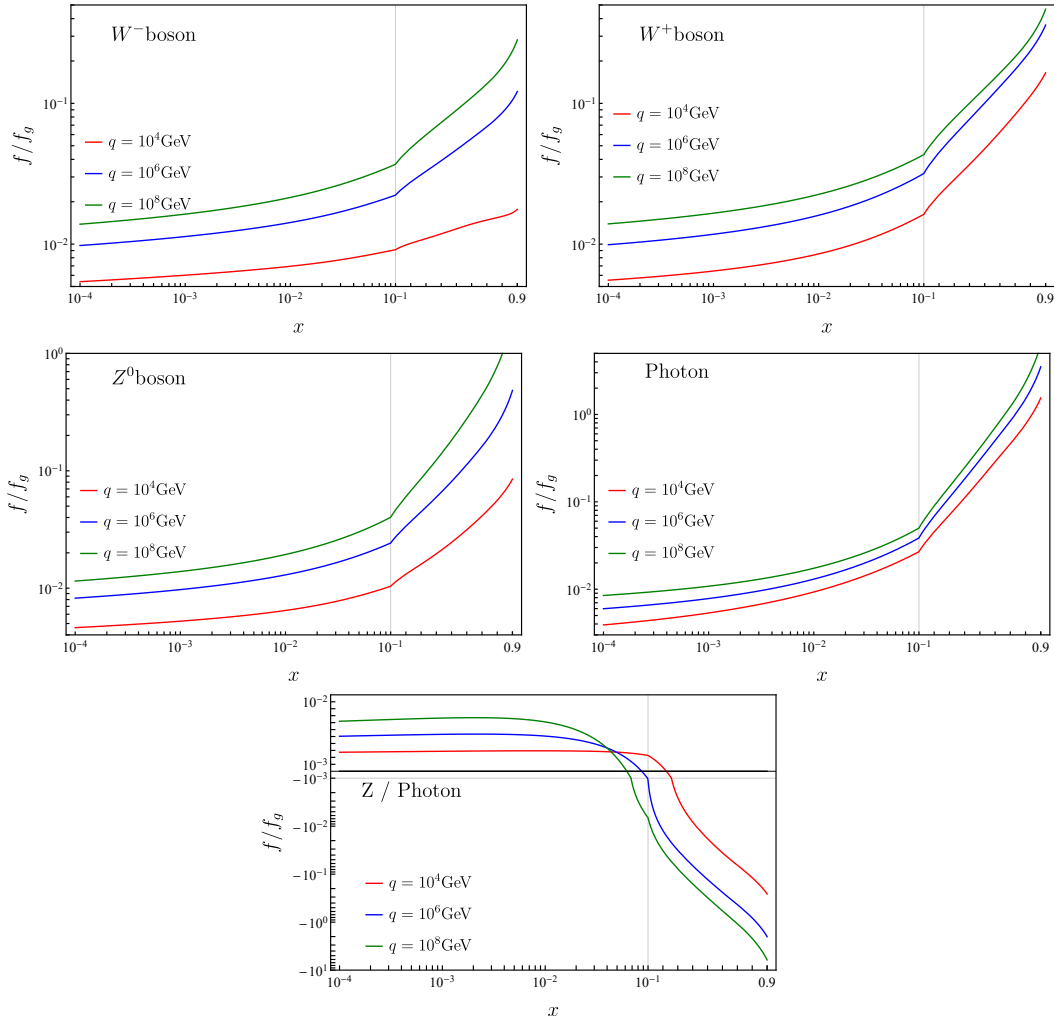 W⁻boson
f/f_g
10⁻¹
10⁻²
q = 10⁴GeV
q = 10⁶GeV
q = 10⁸GeV
10⁻⁴ 10⁻³ 10⁻² 10⁻¹ 0.9
x
W⁺boson
f/f_g
10⁻¹
10⁻²
q = 10⁴GeV
q = 10⁶GeV
q = 10⁸GeV
10⁻⁴ 10⁻³ 10⁻² 10⁻¹ 0.9
x
Z⁰boson
f/f_g
10⁰
10⁻¹
10⁻²
q = 10⁴GeV
q = 10⁶GeV
q = 10⁸GeV
10⁻⁴ 10⁻³ 10⁻² 10⁻¹ 0.9
x
Photon
f/f_g
10⁰
10⁻¹
10⁻²
q = 10⁴GeV
q = 10⁶GeV
q = 10⁸GeV
10⁻⁴ 10⁻³ 10⁻² 10⁻¹ 0.9
x
Z / Photon
f/f_g
10⁻²
10⁻³
−10⁻³
−10⁻²
−10⁻¹
−10⁰
−10¹
q = 10⁴GeV
q = 10⁶GeV
q = 10⁸GeV
10⁻⁴ 10⁻³ 10⁻² 10⁻¹ 0.9
x